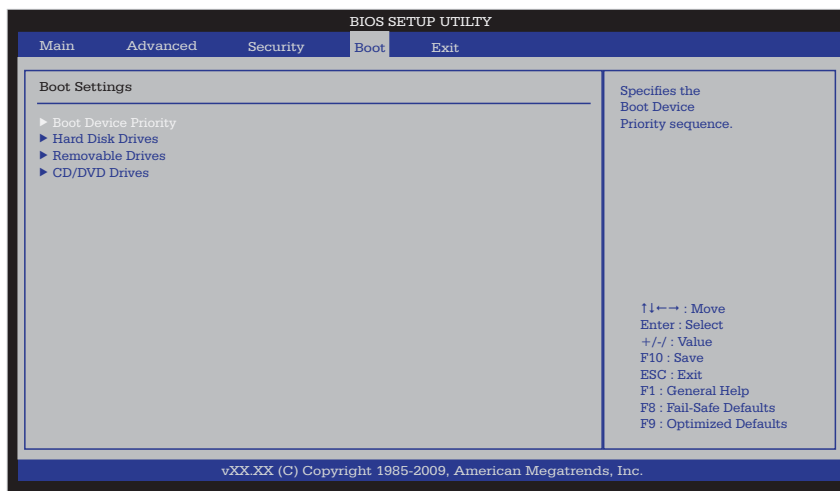 BIOS SETUP UTILTY
Main Advanced Security Boot Exit
Boot Settings
▶ Boot Device Priority
▶ Hard Disk Drives
▶ Removable Drives
▶ CD/DVD Drives
Specifies the
Boot Device
Priority sequence.
↑↓←→ : Move
Enter : Select
+/-/ : Value
F10 : Save
ESC : Exit
F1 : General Help
F8 : Fail-Safe Defaults
F9 : Optimized Defaults
vXX.XX (C) Copyright 1985-2009, American Megatrends, Inc.